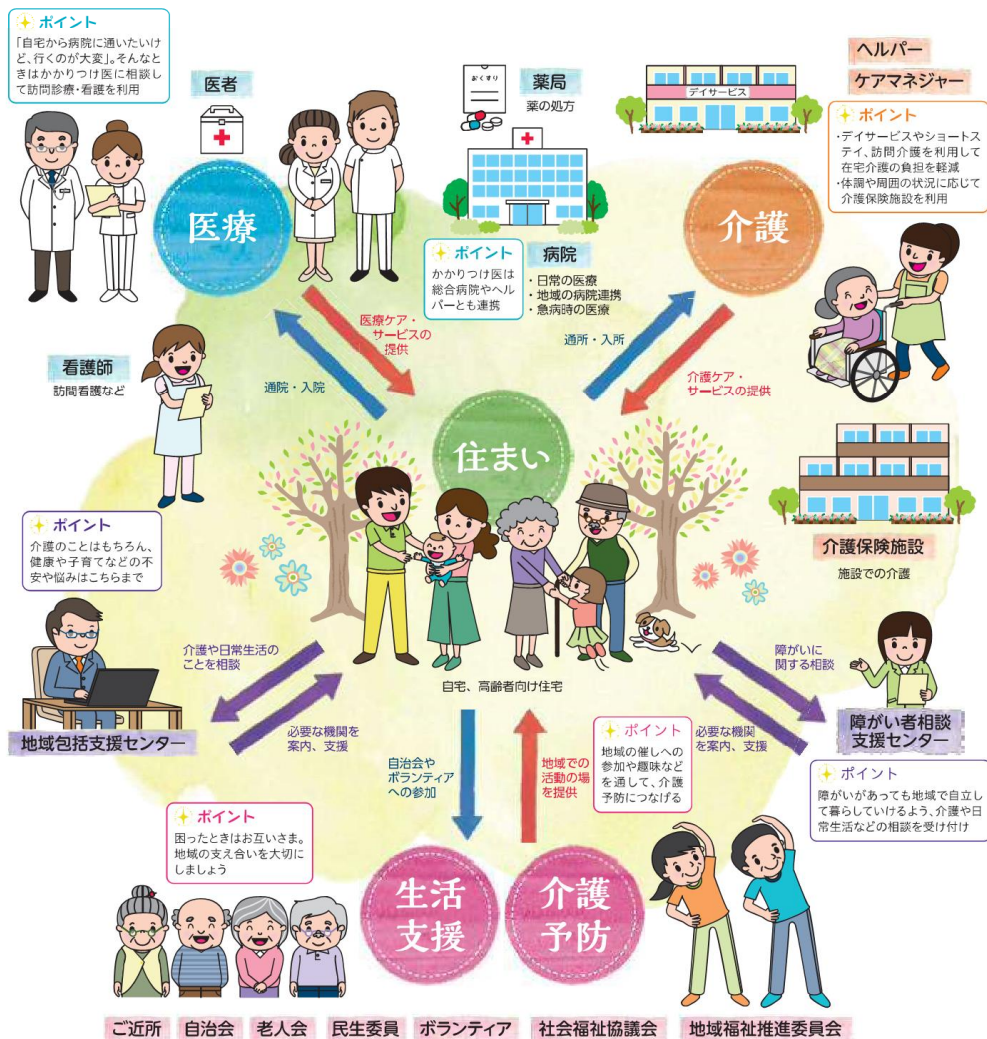 ポイント
「自宅から病院に通いたいけ
ど、行くのが大変」。そんなと
きはかかりつけ医に相談し
て訪問診療・看護を利用
医者
おくすり
薬局
薬の処方
デイサービス
ヘルパー
ケアマネジャー
ポイント
・デイサービスやショートス
テイ、訪問介護を利用して
在宅介護の負担を軽減
・体調や周囲の状況に応じて
介護保険施設を利用
医療
介護
ポイント
かかりつけ医は
総合病院やヘル
パーとも連携
病院
・日常の医療
・地域の病院連携
・急病時の医療
医療ケア・
サービスの
提供
通院・入院
通所・入所
介護ケア・
サービスの提供
看護師
訪問看護など
住まい
自宅、高齢者向け住宅
介護保険施設
施設での介護
ポイント
介護のことはもちろん、
健康や子育てなどの不
安や悩みはこちらまで
介護や日常生活の
ことを相談
必要な機関を
案内、支援
地域包括支援センター
障がいに
関する相談
必要な機関
を案内、支援
障がい者相談
支援センター
ポイント
障がいがあっても地域で自立し
て暮らしていけるよう、介護や日
常生活などの相談を受け付け
自治会や
ボランティア
への参加
地域での
活動の場
を提供
ポイント
地域の催しへの
参加や趣味など
を通して、介護
予防につなげる
ポイント
困ったときはお互いさま。
地域の支え合いを大切に
しましょう
生活
支援
介護
予防
ご近所
自治会
老人会
民生委員
ボランティア
社会福祉協議会
地域福祉推進委員会